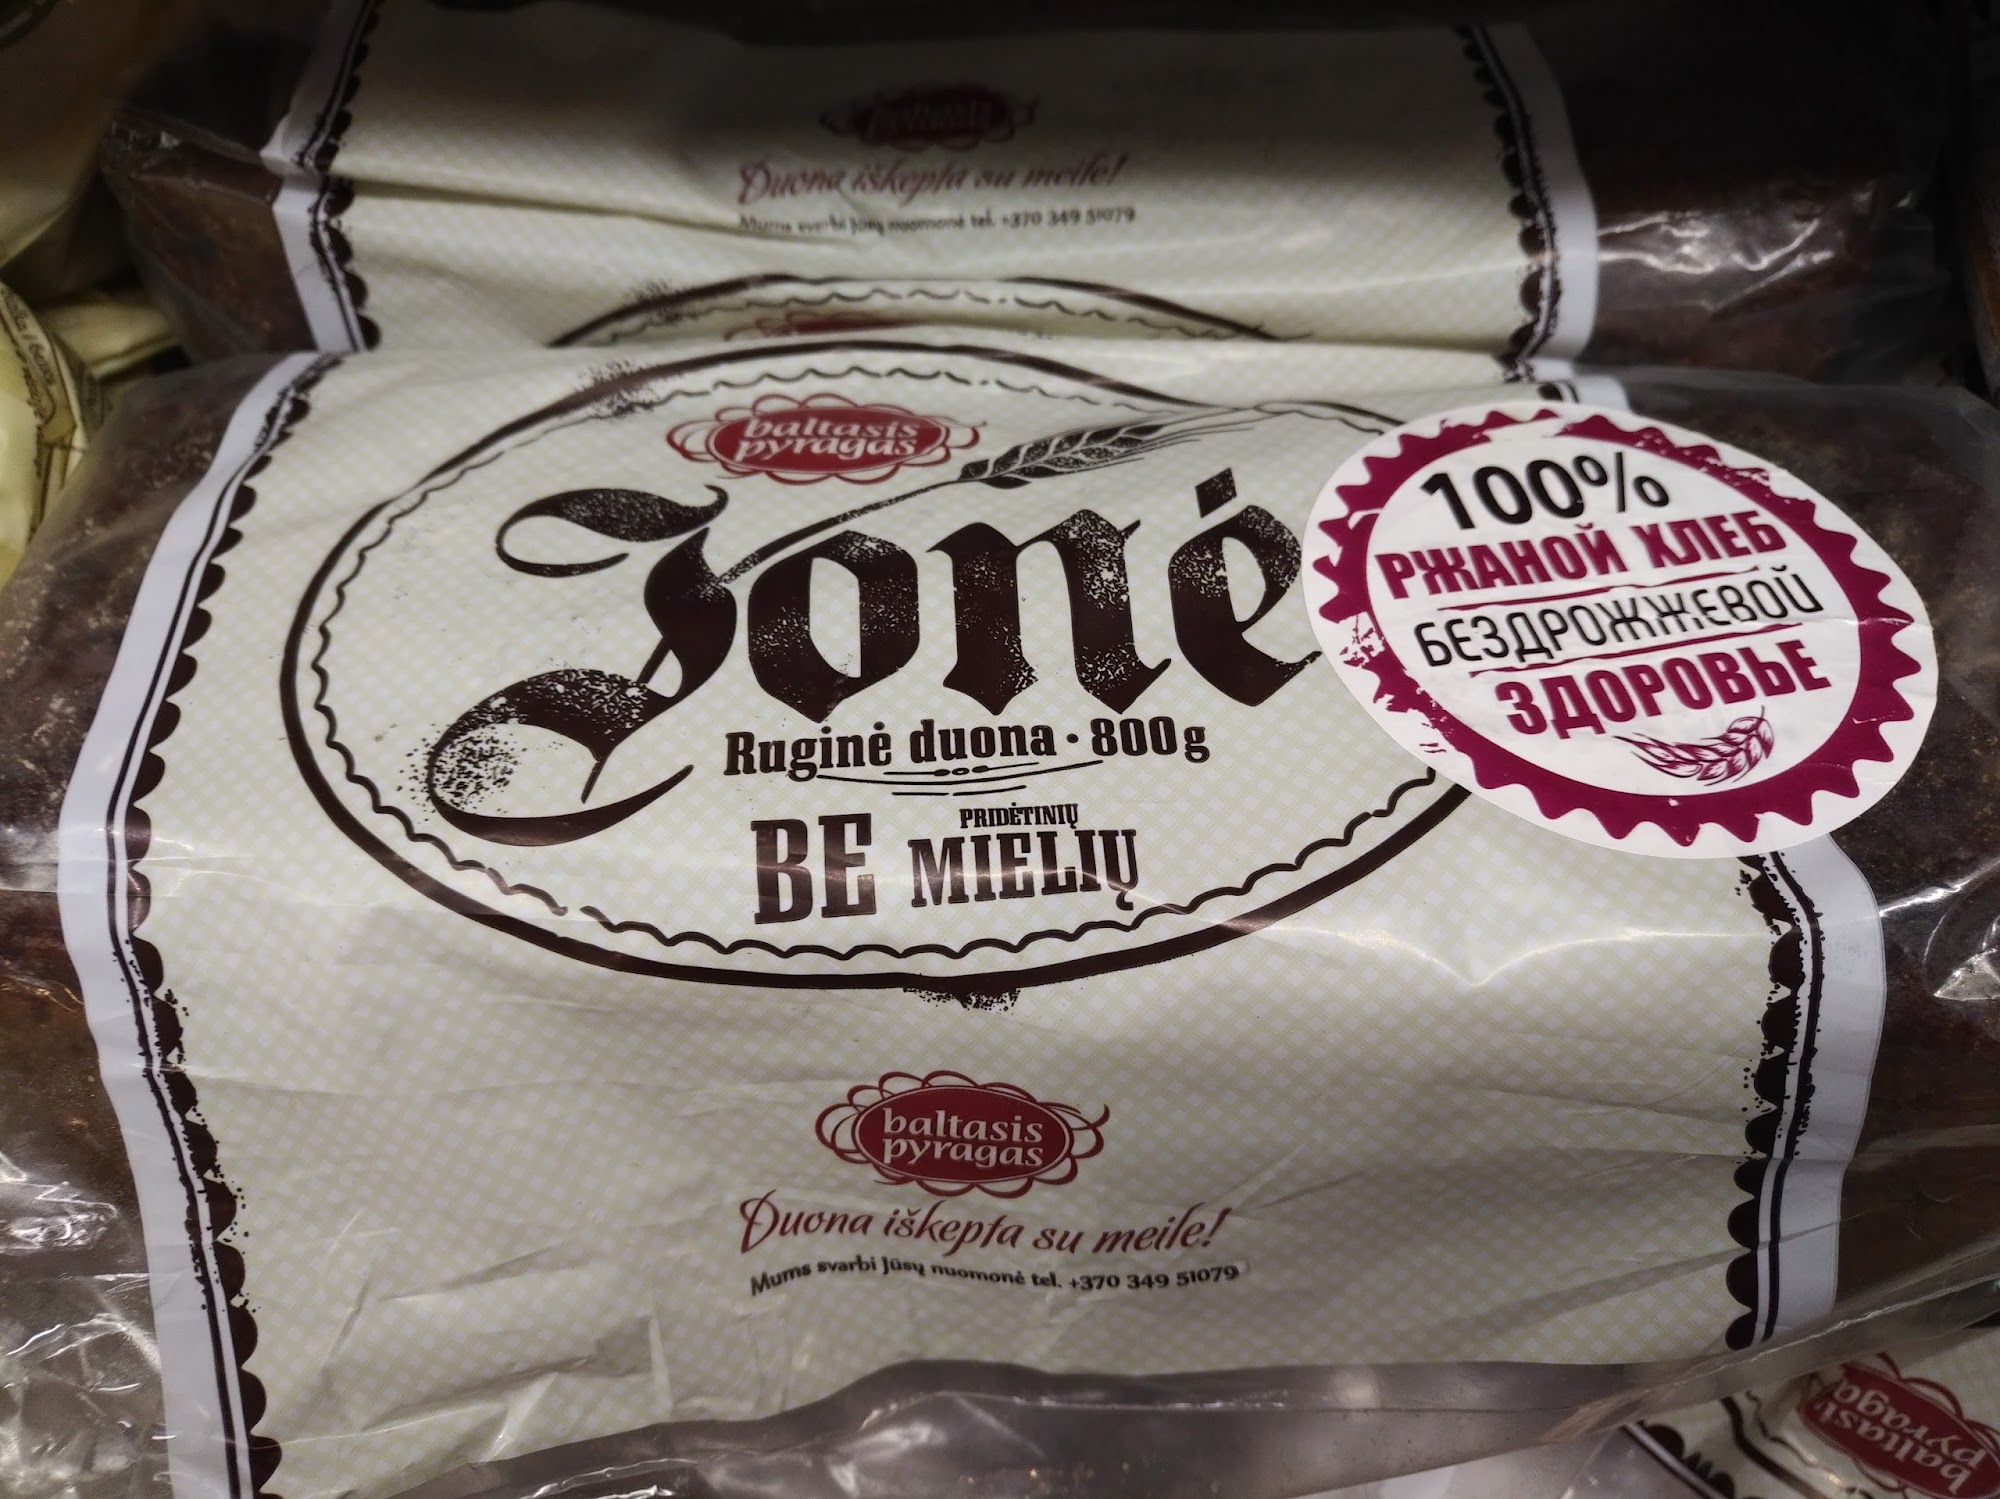 Duona iškepta su meile!
Mums svarbi Jūsų nuomonė tel. +370 349 51079
baltasis
pyragas
Jonė
Ruginė duona · 800g
BE PRIDĖTINIŲ
MIELIŲ
100%
РЖАНОЙ ХЛЕБ
БЕЗДРОЖЖЕВОЙ
ЗДОРОВЬЕ
baltasis
pyragas
Duona iškepta su meile!
Mums svarbi Jūsų nuomonė tel. +370 349 51079